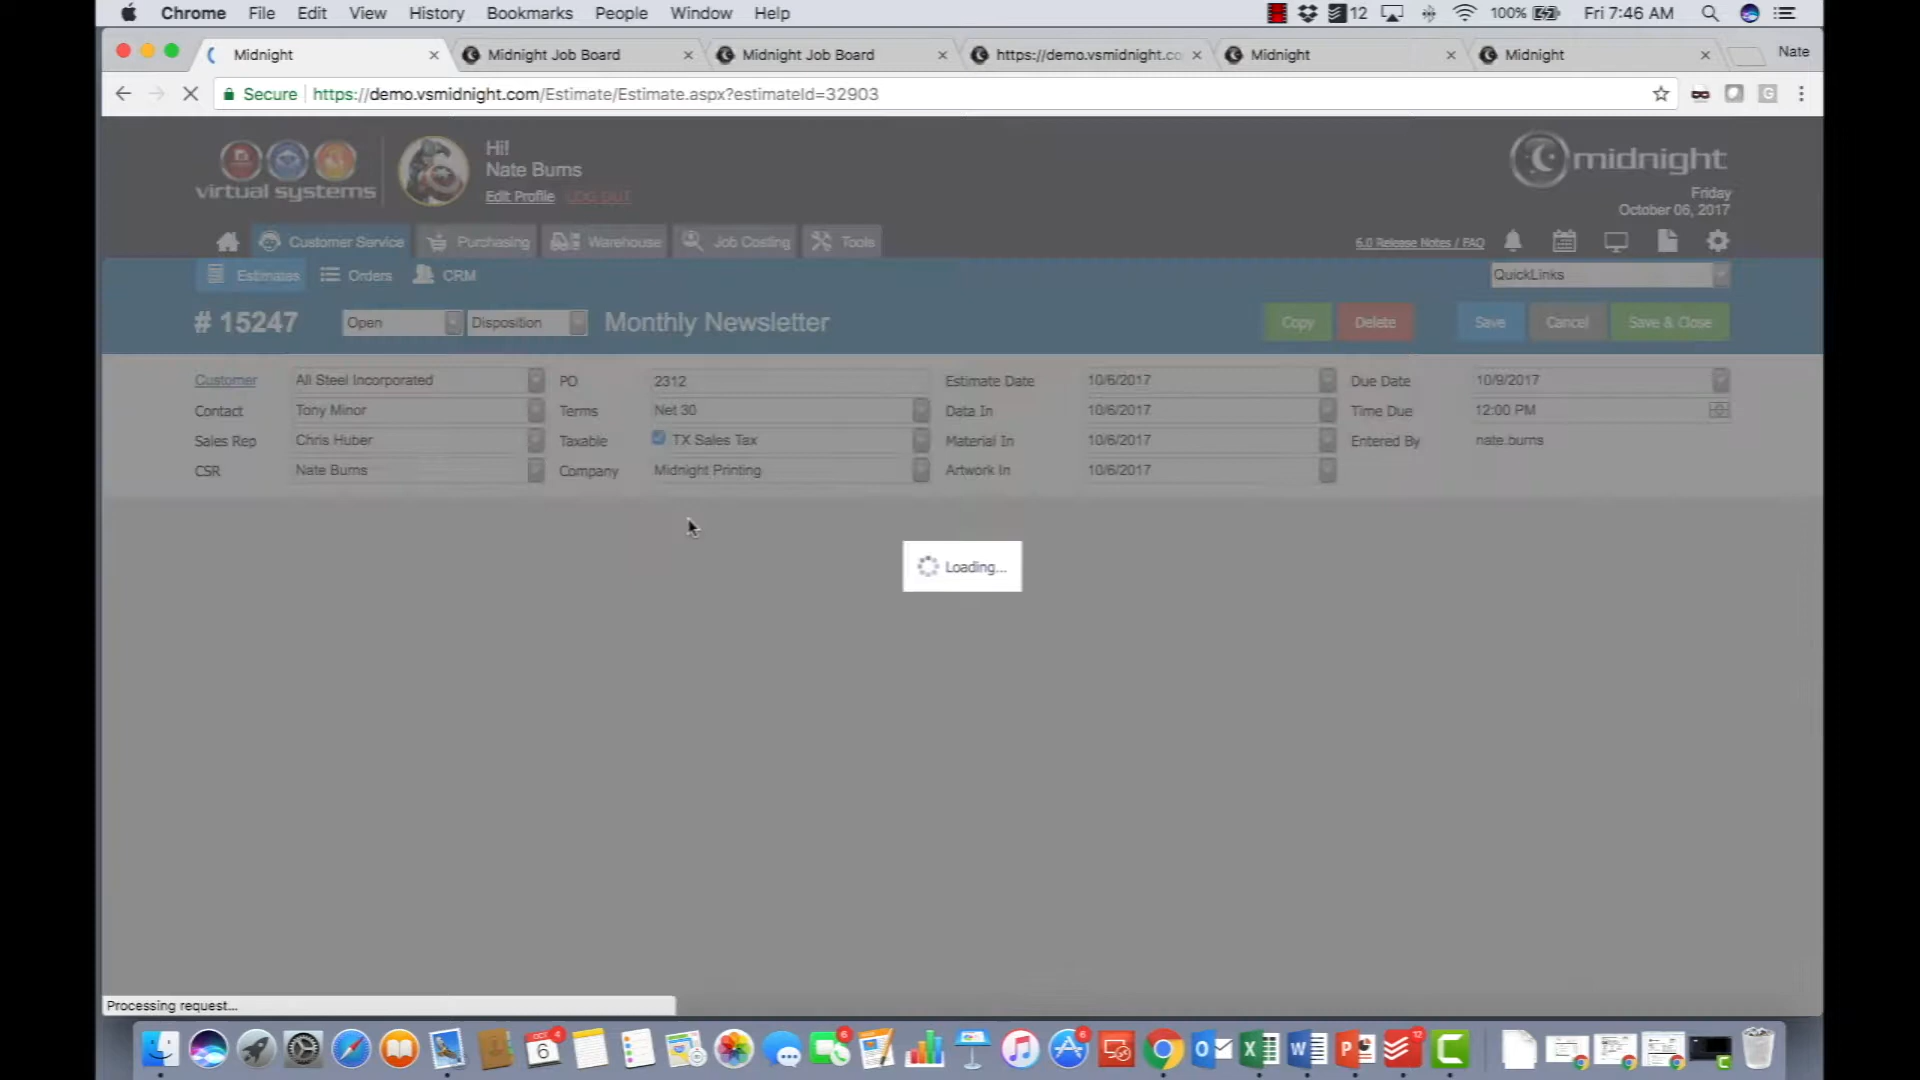 Chrome File Edit View History Bookmarks People Window Help 12 100% Fri 7:46 AM
Midnight Midnight Job Board Midnight Job Board https://demo.vsmidnight.co Midnight Midnight Nate
Secure https://demo.vsmidnight.com/Estimate/Estimate.aspx?estimateId=32903
virtual systems
Hi!
Nate Burns
Edit Profile LOG OUT
midnight
Friday
October 06, 2017
Customer Service Purchasing Warehouse Job Costing Tools 6.0 Release Notes / FAQ
Estimates Orders CRM QuickLinks
# 15247 Open Disposition Monthly Newsletter Copy Delete Save Cancel Save & Close
Customer All Steel Incorporated PO 2312 Estimate Date 10/6/2017 Due Date 10/9/2017
Contact Tony Minor Terms Net 30 Data In 10/6/2017 Time Due 12:00 PM
Sales Rep Chris Huber Taxable TX Sales Tax Material In 10/6/2017 Entered By nate.burns
CSR Nate Burns Company Midnight Printing Artwork In 10/6/2017
Loading...
Processing request...